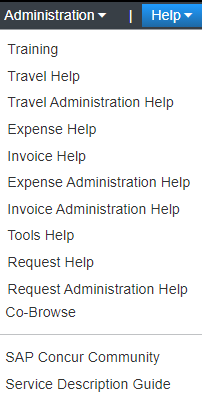 Administration | Help
Training
Travel Help
Travel Administration Help
Expense Help
Invoice Help
Expense Administration Help
Invoice Administration Help
Tools Help
Request Help
Request Administration Help
Co-Browse
SAP Concur Community
Service Description Guide